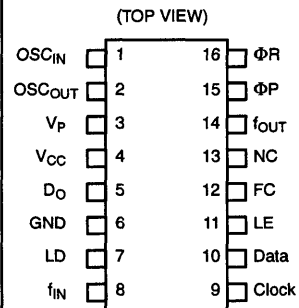 (TOP VIEW)
OSCIN 1 16 ΦR
OSCOUT 2 15 ΦP
VP 3 14 fOUT
VCC 4 13 NC
DO 5 12 FC
GND 6 11 LE
LD 7 10 Data
fIN 8 9 Clock